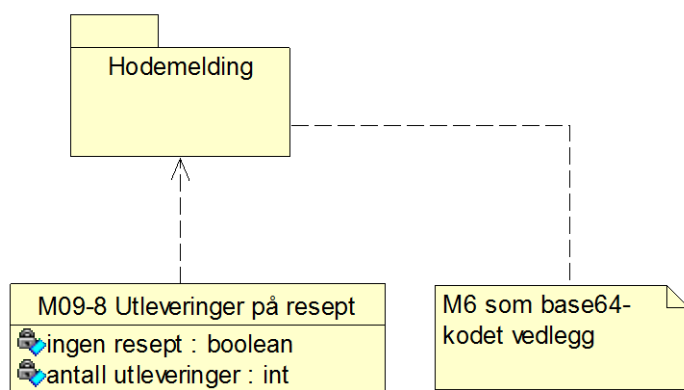 Hodemelding
M09-8 Utleveringer på resept
ingen resept : boolean
antall utleveringer : int
M6 som base64-
kodet vedlegg